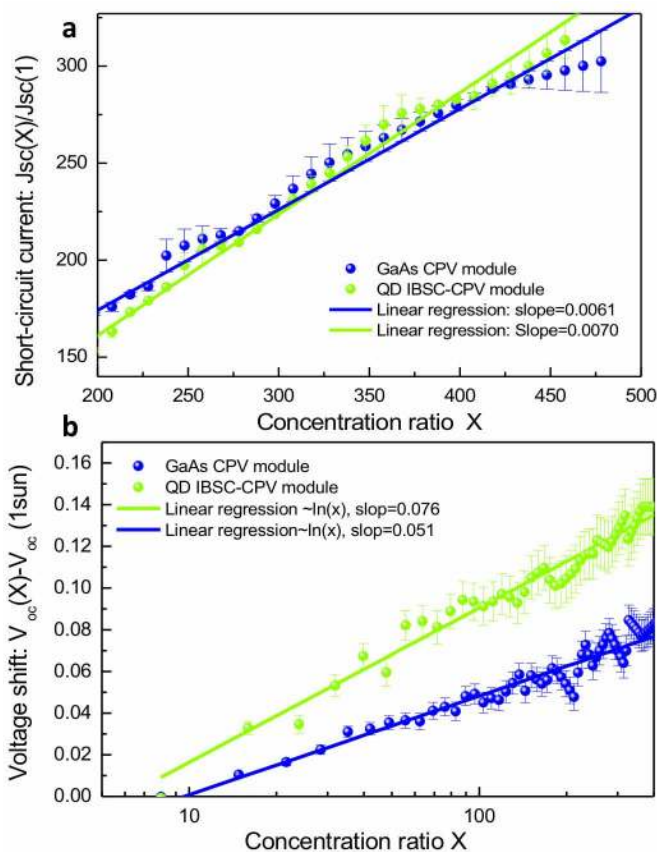 a
Short-circuit current: Jsc(X)/Jsc(1)
300
250
200
150
GaAs CPV module
QD IBSC-CPV module
Linear regression: slope=0.0061
Linear regression: Slope=0.0070
200 250 300 350 400 450 500
Concentration ratio X
b
Voltage shift: Voc(X)-Voc (1sun)
0.16
0.14
0.12
0.10
0.08
0.06
0.04
0.02
0.00
GaAs CPV module
QD IBSC-CPV module
Linear regression ~ln(x), slop=0.076
Linear regression~ln(x), slop=0.051
10 100
Concentration ratio X